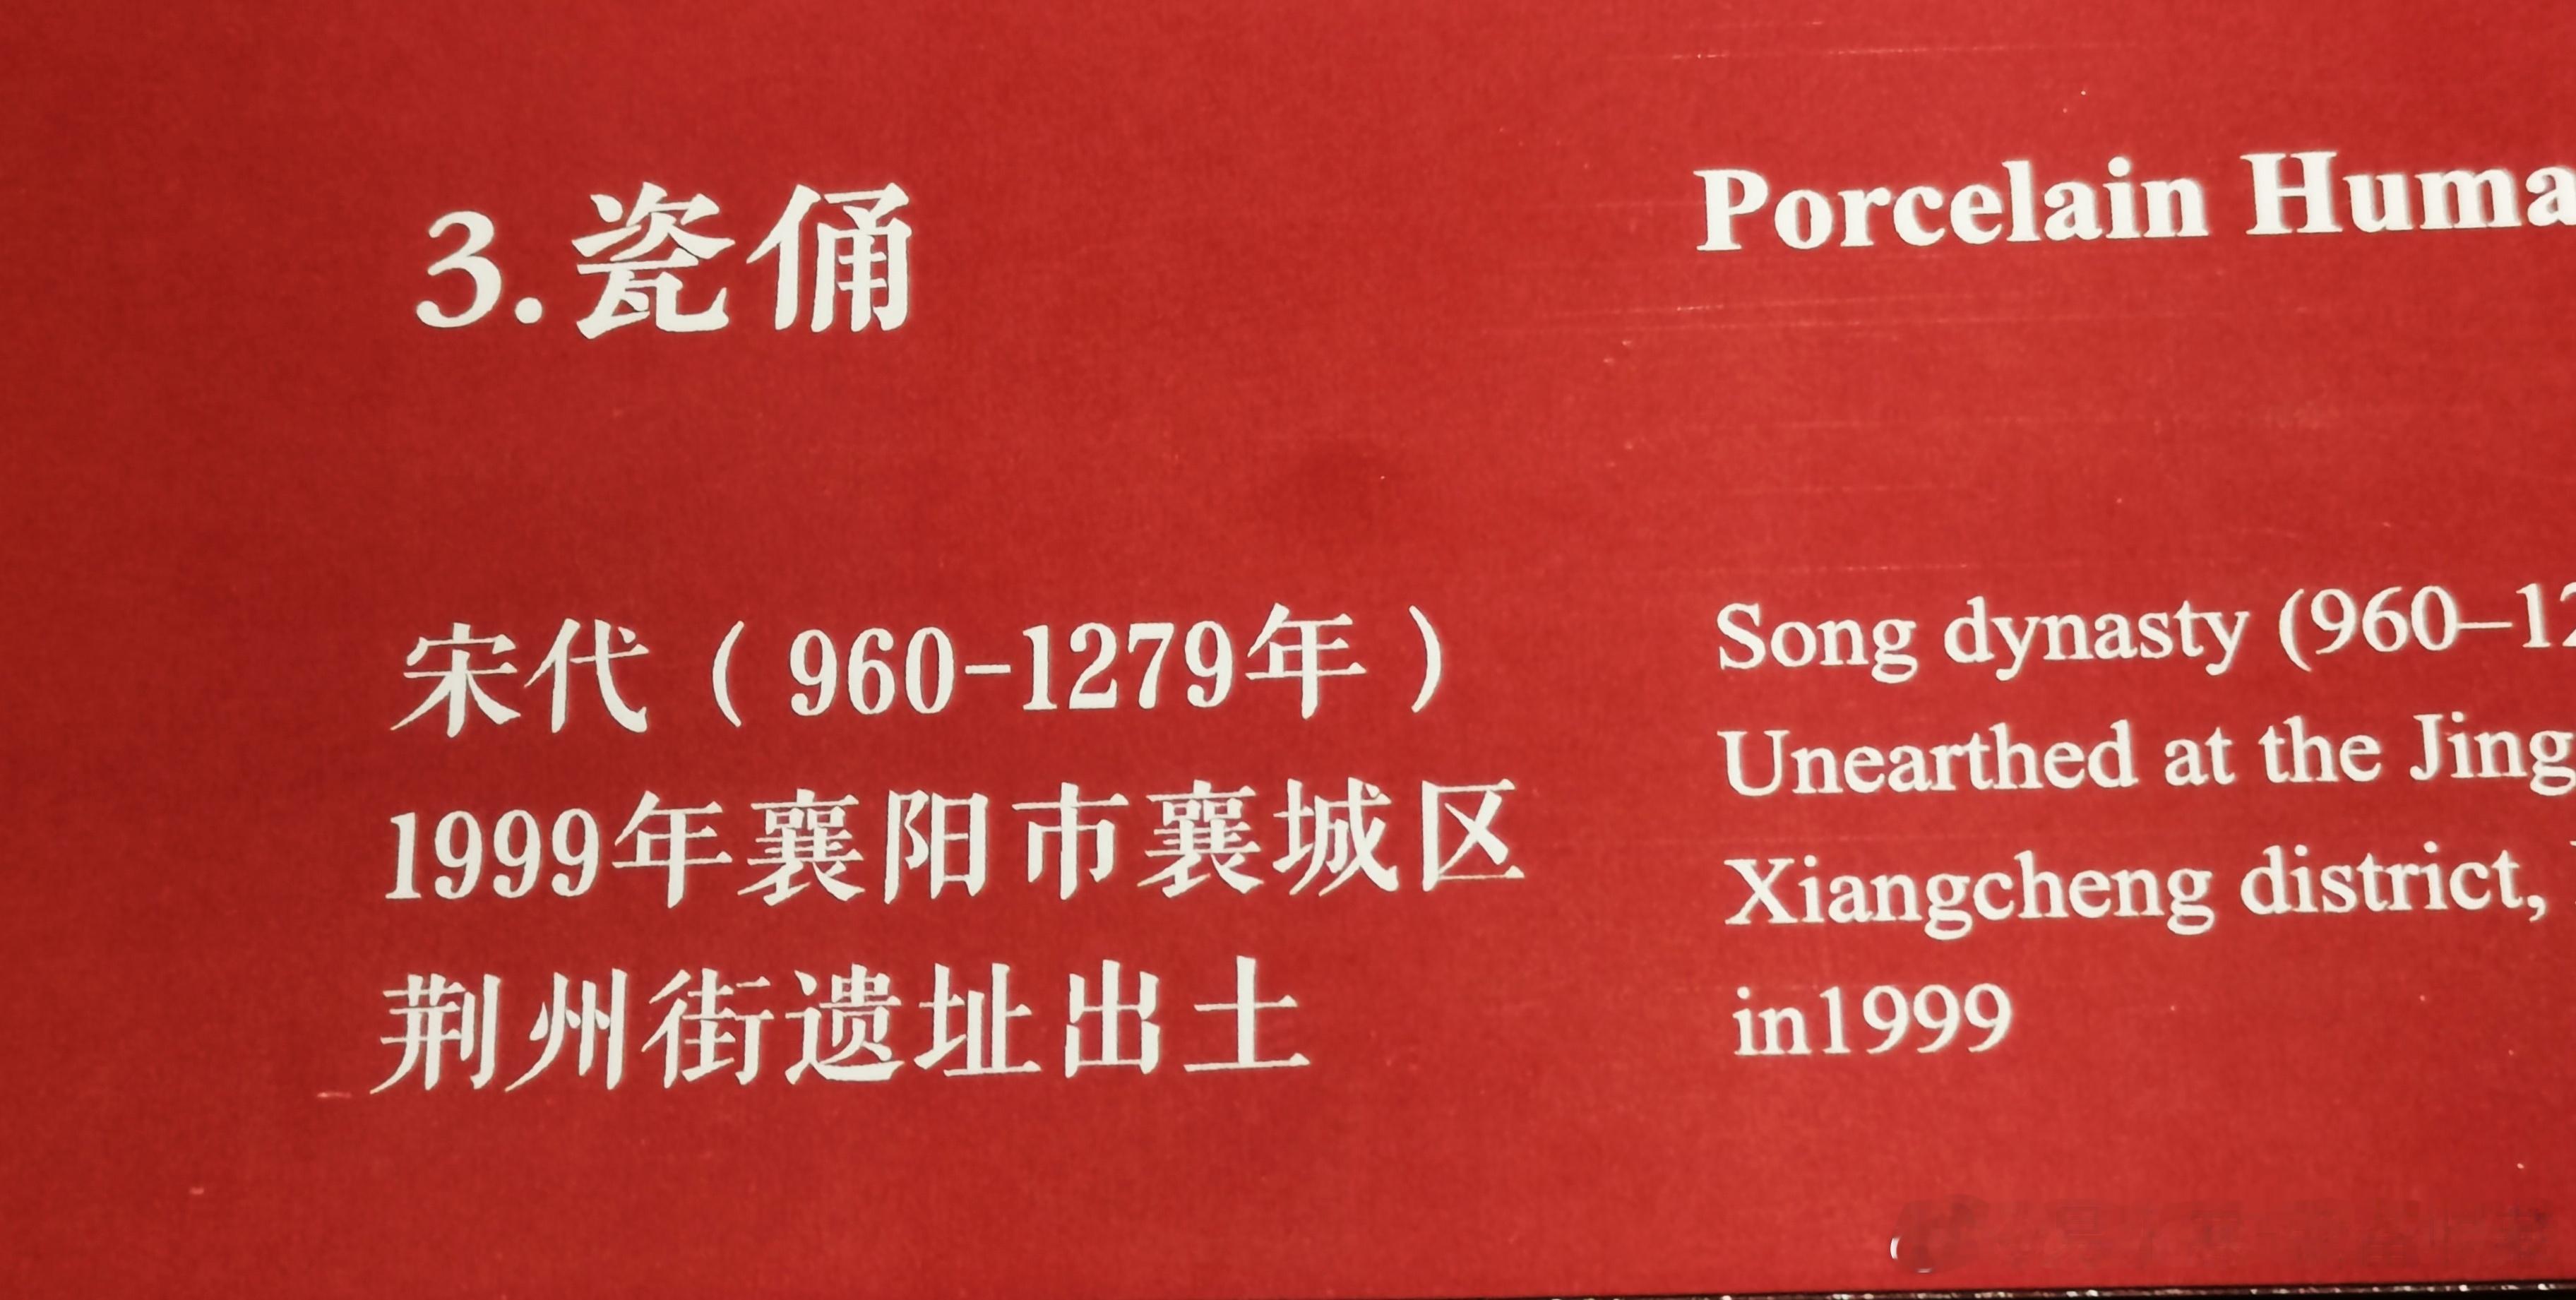 3.瓷俑
宋代（960-1279年）
1999年襄阳市襄城区
荆州街遗址出土
Porcelain Huma
Song dynasty (960–12
Unearthed at the Jing
Xiangcheng district,
in1999